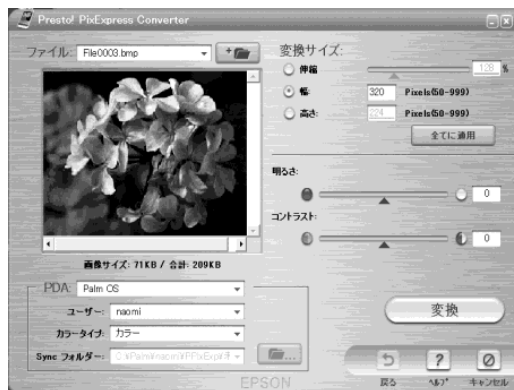 Presto! PixExpress Converter
ファイル: File0003.bmp
変換サイズ:
伸縮 128 %
幅: 320 Pixels(50-999)
高さ: 224 Pixels(50-999)
全てに適用
明るさ: 0
コントラスト: 0
画像サイズ: 71KB / 合計: 209KB
PDA: Palm OS
ユーザー: naomi
カラータイプ: カラー
Sync フォルダー:
変換
戻る
ヘルプ
キャンセル
EPSON